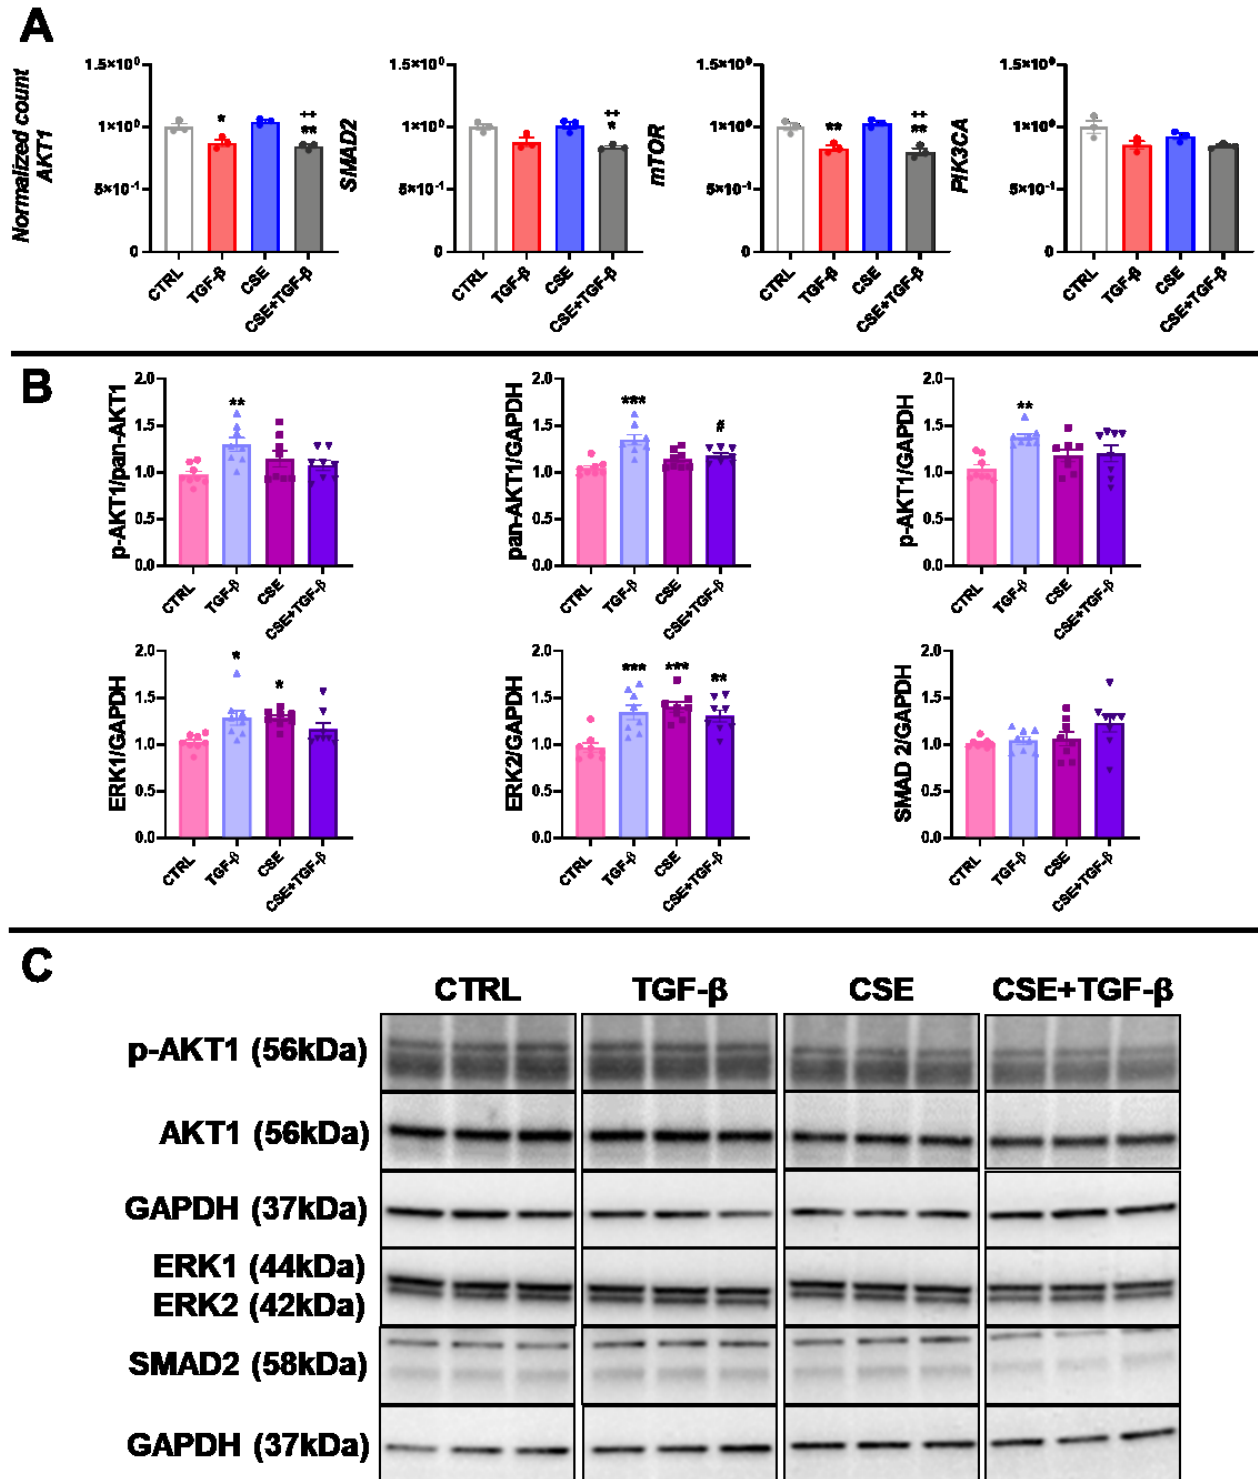 A
Normalized count
AKT1
1.5×10⁰
1×10⁰
5×10⁻¹
0
*
++
**
CTRL
TGF-β
CSE
CSE+TGF-β
SMAD2
1.5×10⁰
1×10⁰
5×10⁻¹
0
++
*
CTRL
TGF-β
CSE
CSE+TGF-β
mTOR
1.5×10⁰
1×10⁰
5×10⁻¹
0
**
++
**
CTRL
TGF-β
CSE
CSE+TGF-β
PIK3CA
1.5×10⁰
1×10⁰
5×10⁻¹
0
CTRL
TGF-β
CSE
CSE+TGF-β
B
p-AKT1/pan-AKT1
2.0
1.5
1.0
0.5
0.0
**
CTRL
TGF-β
CSE
CSE+TGF-β
pan-AKT1/GAPDH
2.0
1.5
1.0
0.5
0.0
***
#
CTRL
TGF-β
CSE
CSE+TGF-β
p-AKT1/GAPDH
2.0
1.5
1.0
0.5
0.0
**
CTRL
TGF-β
CSE
CSE+TGF-β
ERK1/GAPDH
2.0
1.5
1.0
0.5
0.0
*
*
CTRL
TGF-β
CSE
CSE+TGF-β
ERK2/GAPDH
2.0
1.5
1.0
0.5
0.0
***
***
**
CTRL
TGF-β
CSE
CSE+TGF-β
SMAD 2/GAPDH
2.0
1.5
1.0
0.5
0.0
CTRL
TGF-β
CSE
CSE+TGF-β
C
CTRL TGF-β CSE CSE+TGF-β
p-AKT1 (56kDa)
AKT1 (56kDa)
GAPDH (37kDa)
ERK1 (44kDa)
ERK2 (42kDa)
SMAD2 (58kDa)
GAPDH (37kDa)